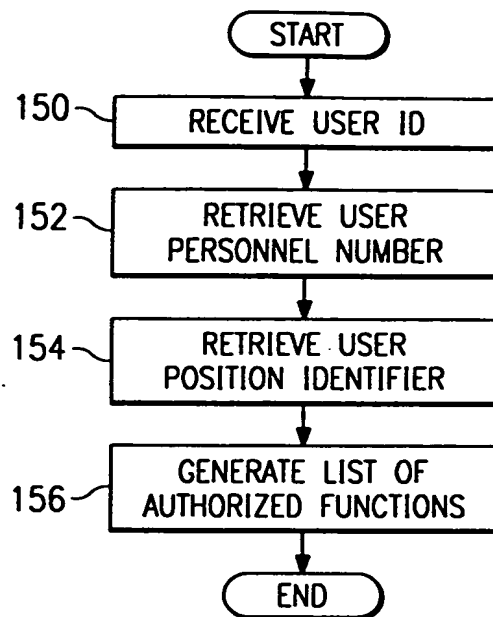 START
150
RECEIVE USER ID
152
RETRIEVE USER
PERSONNEL NUMBER
154
RETRIEVE USER
POSITION IDENTIFIER
156
GENERATE LIST OF
AUTHORIZED FUNCTIONS
END